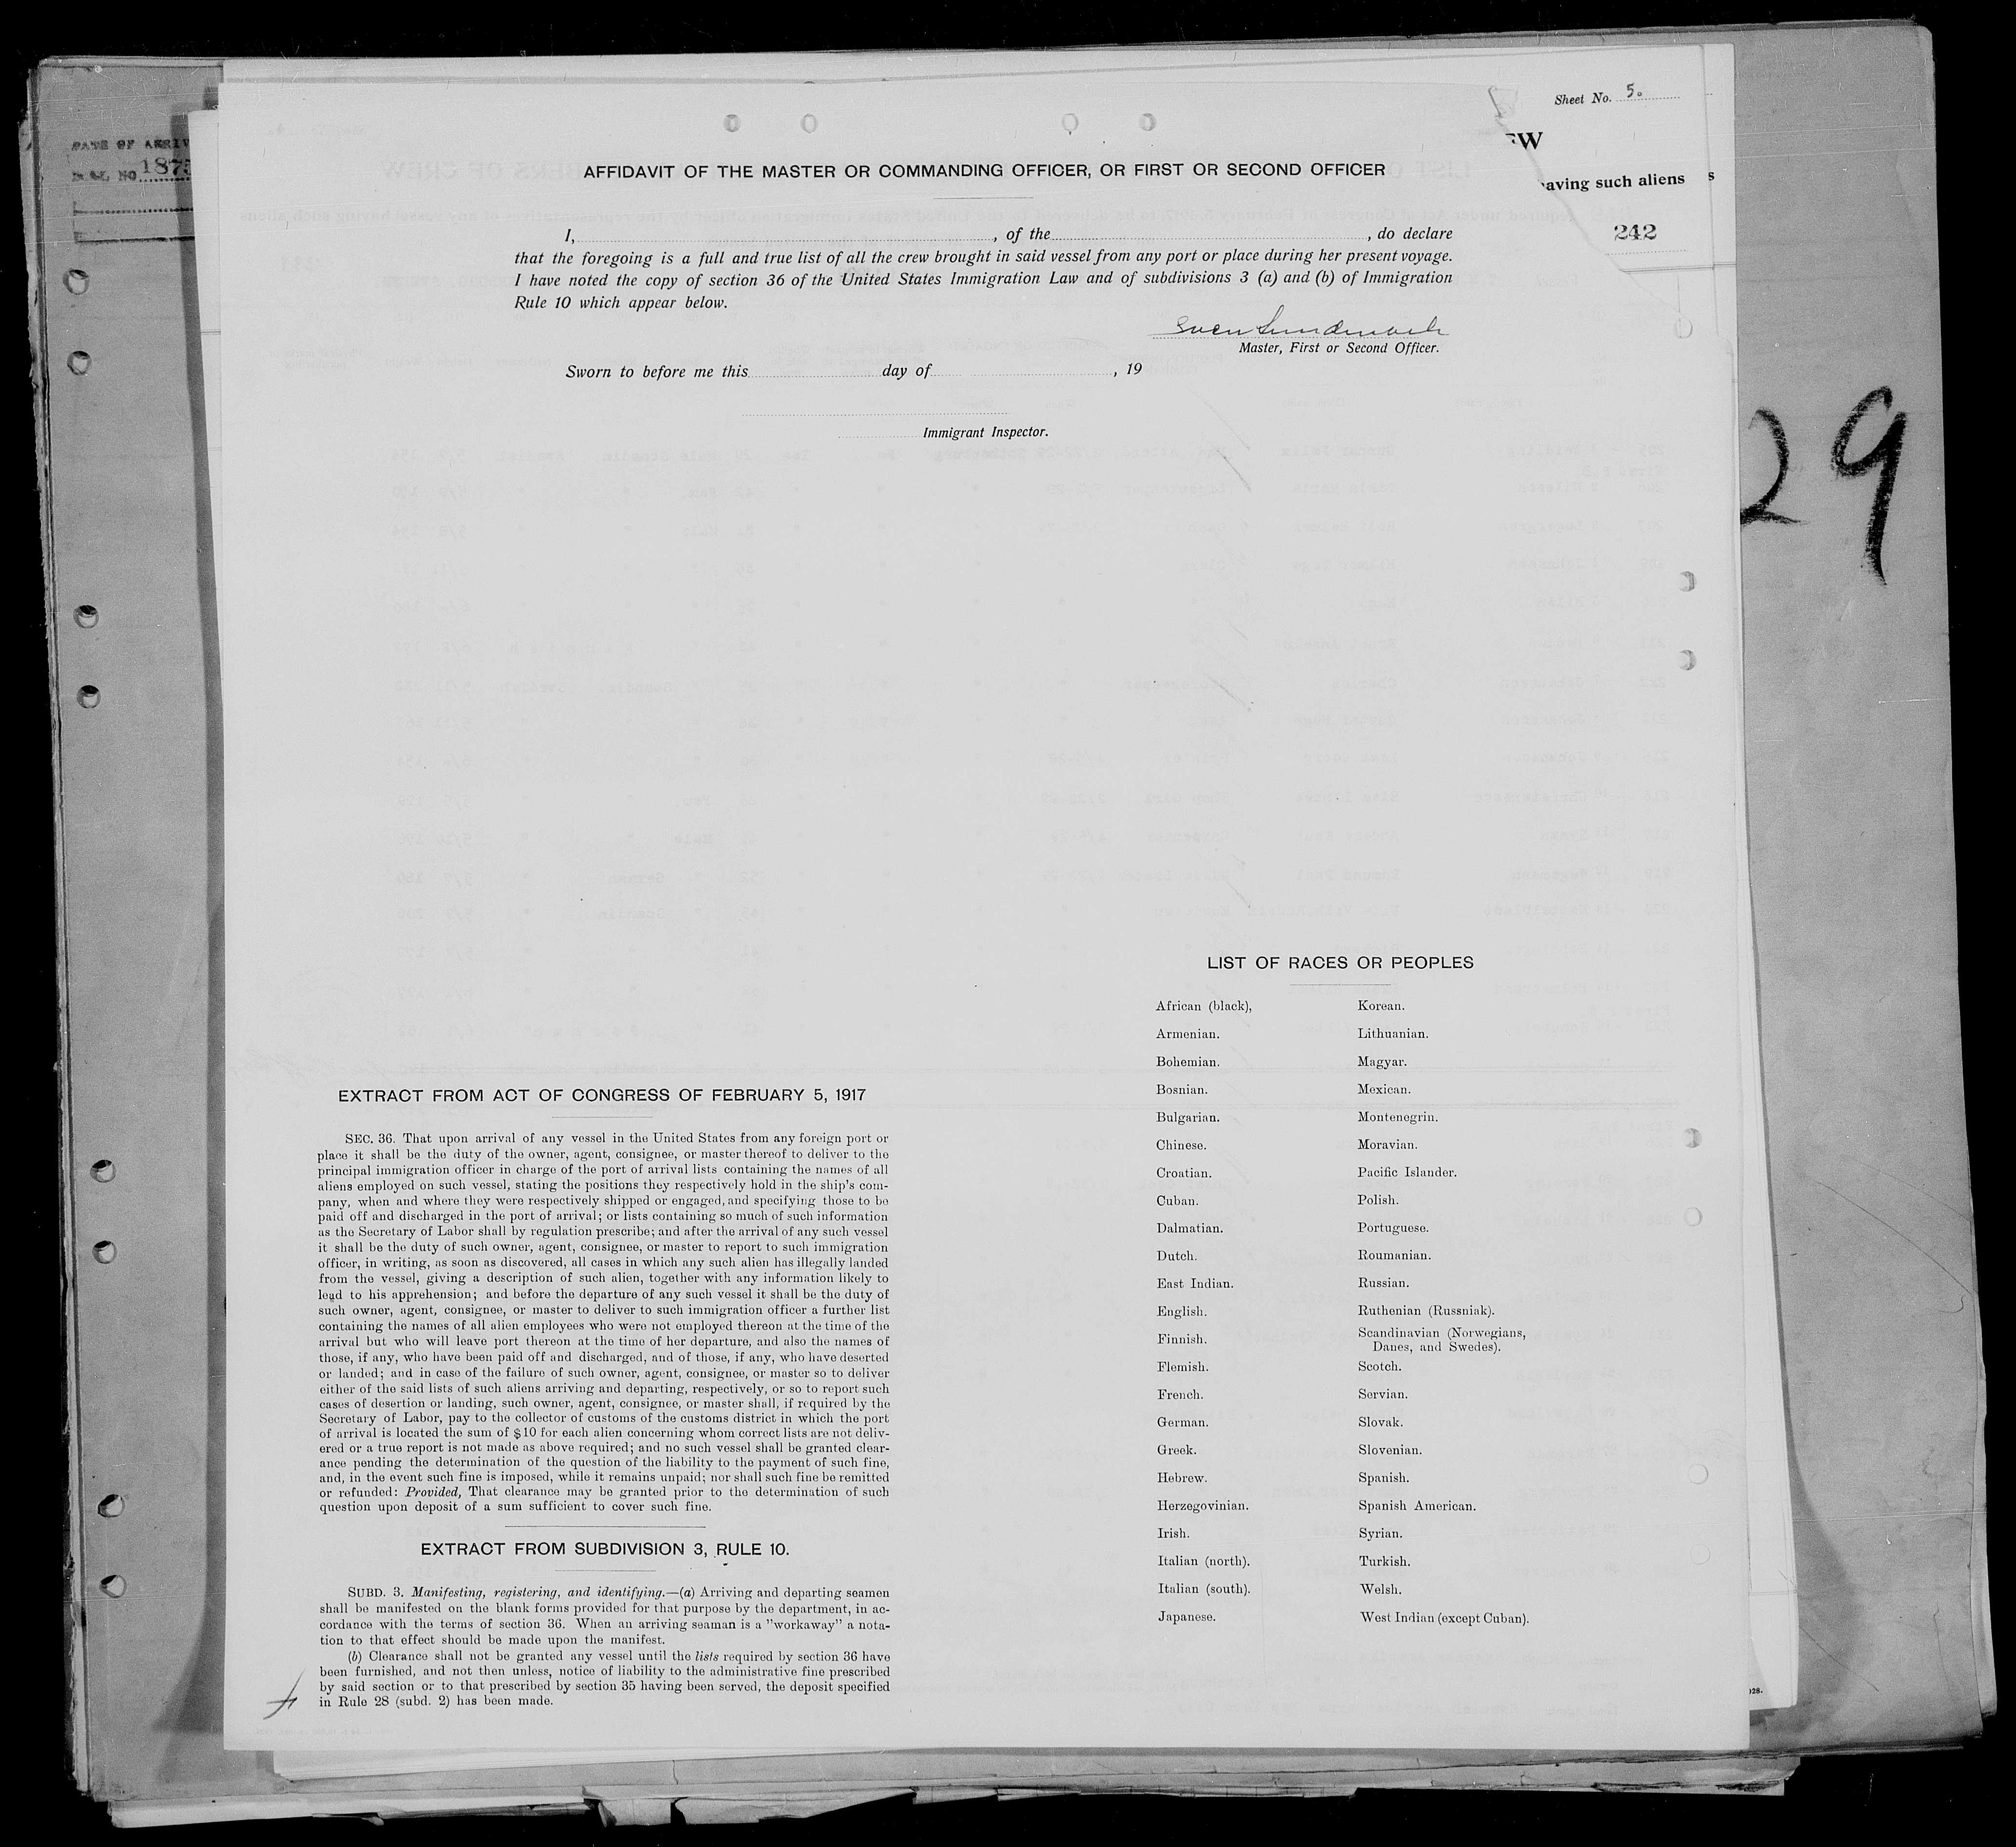 Sheet No. 5.
EW
aving such aliens
s
242
DATE OF ARRIV
NO 187
29
AFFIDAVIT OF THE MASTER OR COMMANDING OFFICER, OR FIRST OR SECOND OFFICER
I, , of the , do declare
that the foregoing is a full and true list of all the crew brought in said vessel from any port or place during her present voyage.
I have noted the copy of section 36 of the United States Immigration Law and of subdivisions 3 (a) and (b) of Immigration
Rule 10 which appear below.
Sven
Master, First or Second Officer.
Sworn to before me this day of , 19
Immigrant Inspector.
EXTRACT FROM ACT OF CONGRESS OF FEBRUARY 5, 1917
SEC. 36. That upon arrival of any vessel in the United States from any foreign port or
place it shall be the duty of the owner, agent, consignee, or master thereof to deliver to the
principal immigration officer in charge of the port of arrival lists containing the names of all
aliens employed on such vessel, stating the positions they respectively hold in the ship's com-
pany, when and where they were respectively shipped or engaged, and specifying those to be
paid off and discharged in the port of arrival; or lists containing so much of such information
as the Secretary of Labor shall by regulation prescribe; and after the arrival of any such vessel
it shall be the duty of such owner, agent, consignee, or master to report to such immigration
officer, in writing, as soon as discovered, all cases in which any such alien has illegally landed
from the vessel, giving a description of such alien, together with any information likely to
lead to his apprehension; and before the departure of any such vessel it shall be the duty of
such owner, agent, consignee, or master to deliver to such immigration officer a further list
containing the names of all alien employees who were not employed thereon at the time of the
arrival but who will leave port thereon at the time of her departure, and also the names of
those, if any, who have been paid off and discharged, and of those, if any, who have deserted
or landed; and in case of the failure of such owner, agent, consignee, or master so to deliver
either of the said lists of such aliens arriving and departing, respectively, or so to report such
cases of desertion or landing, such owner, agent, consignee, or master shall, if required by the
Secretary of Labor, pay to the collector of customs of the customs district in which the port
of arrival is located the sum of $10 for each alien concerning whom correct lists are not deliv-
ered or a true report is not made as above required; and no such vessel shall be granted clear-
ance pending the determination of the question of the liability to the payment of such fine,
and, in the event such fine is imposed, while it remains unpaid; nor shall such fine be remitted
or refunded: Provided, That clearance may be granted prior to the determination of such
question upon deposit of a sum sufficient to cover such fine.
EXTRACT FROM SUBDIVISION 3, RULE 10.
SUBD. 3. Manifesting, registering, and identifying.—(a) Arriving and departing seamen
shall be manifested on the blank forms provided for that purpose by the department, in ac-
cordance with the terms of section 36. When an arriving seaman is a "workaway" a nota-
tion to that effect should be made upon the manifest.
(b) Clearance shall not be granted any vessel until the lists required by section 36 have
been furnished, and not then unless, notice of liability to the administrative fine prescribed
by said section or to that prescribed by section 35 having been served, the deposit specified
in Rule 28 (subd. 2) has been made.
LIST OF RACES OR PEOPLES
African (black),
Armenian.
Bohemian.
Bosnian.
Bulgarian.
Chinese.
Croatian.
Cuban.
Dalmatian.
Dutch.
East Indian.
English.
Finnish.
Flemish.
French.
German.
Greek.
Hebrew.
Herzegovinian.
Irish.
Italian (north).
Italian (south).
Japanese.
Korean.
Lithuanian.
Magyar.
Mexican.
Montenegrin.
Moravian.
Pacific Islander.
Polish.
Portuguese.
Roumanian.
Russian.
Ruthenian (Russniak).
Scandinavian (Norwegians,
Danes, and Swedes).
Scotch.
Servian.
Slovak.
Slovenian.
Spanish.
Spanish American.
Syrian.
Turkish.
Welsh.
West Indian (except Cuban).